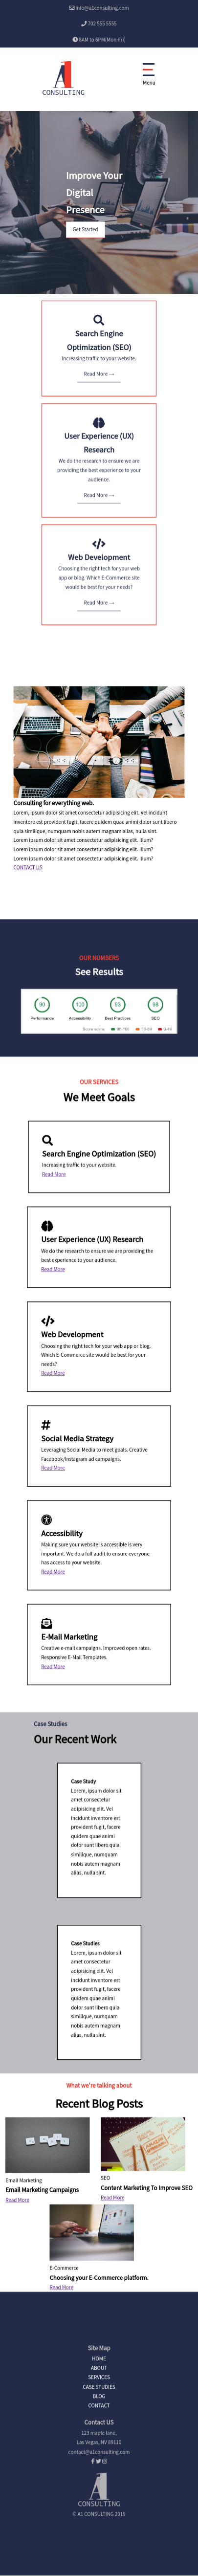 info@a1consulting.com
702 555 5555
8AM to 6PM(Mon-Fri)
A1
CONSULTING
Menu
Improve Your
Digital
Presence
Get Started
Search Engine
Optimization (SEO)
Increasing traffic to your website.
Read More →
User Experience (UX)
Research
We do the research to ensure we are
providing the best experience to your
audience.
Read More →
Web Development
Choosing the right tech for your web
app or blog. Which E-Commerce site
would be best for your needs?
Read More →
Consulting for everything web.
Lorem, ipsum dolor sit amet consectetur adipisicing elit. Vel incidunt
inventore est provident fugit, facere quidem quae animi dolor sunt libero
quia similique, numquam nobis autem magnam alias, nulla sint.
Lorem ipsum dolor sit amet consectetur adipisicing elit. Illum?
Lorem ipsum dolor sit amet consectetur adipisicing elit. Illum?
Lorem ipsum dolor sit amet consectetur adipisicing elit. Illum?
CONTACT US
OUR NUMBERS
See Results
90 100 93 98
Performance Accessibility Best Practices SEO
Score scale: 90-100 50-89 0-49
OUR SERVICES
We Meet Goals
Search Engine Optimization (SEO)
Increasing traffic to your website.
Read More
User Experience (UX) Research
We do the research to ensure we are providing the
best experience to your audience.
Read More
Web Development
Choosing the right tech for your web app or blog.
Which E-Commerce site would be best for your
needs?
Read More
Social Media Strategy
Leveraging Social Media to meet goals. Creative
Facebook/Instagram ad campaigns.
Read More
Accessibility
Making sure your website is accessible is very
important. We do a full audit to ensure everyone
has access to your website.
Read More
E-Mail Marketing
Creative e-mail campaigns. Improved open rates.
Responsive E-Mail Templates.
Read More
Case Studies
Our Recent Work
Case Study
Lorem, ipsum dolor sit
amet consectetur
adipisicing elit. Vel
incidunt inventore est
provident fugit, facere
quidem quae animi
dolor sunt libero quia
similique, numquam
nobis autem magnam
alias, nulla sint.
Case Studies
Lorem, ipsum dolor sit
amet consectetur
adipisicing elit. Vel
incidunt inventore est
provident fugit, facere
quidem quae animi
dolor sunt libero quia
similique, numquam
nobis autem magnam
alias, nulla sint.
What we're talking about
Recent Blog Posts
Email Marketing
Email Marketing Campaigns
Read More
SEO
Content Marketing To Improve SEO
Read More
E-Commerce
Choosing your E-Commerce platform.
Read More
Site Map
HOME
ABOUT
SERVICES
CASE STUDIES
BLOG
CONTACT
Contact US
123 maple lane,
Las Vegas, NV 89110
contact@a1consulting.com
A1
CONSULTING
© A1 CONSULTING 2019